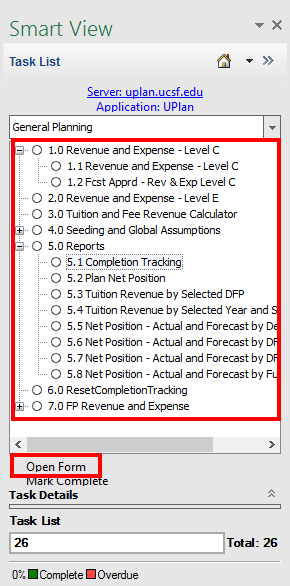 Smart View
Task List
Server: uplan.ucsf.edu
Application: UPlan
General Planning
1.0 Revenue and Expense - Level C
1.1 Revenue and Expense - Level C
1.2 Fcst Apprd - Rev & Exp Level C
2.0 Revenue and Expense - Level E
3.0 Tuition and Fee Revenue Calculator
4.0 Seeding and Global Assumptions
5.0 Reports
5.1 Completion Tracking
5.2 Plan Net Position
5.3 Tuition Revenue by Selected DFP
5.4 Tuition Revenue by Selected Year and S
5.5 Net Position - Actual and Forecast by De
5.6 Net Position - Actual and Forecast by DF
5.7 Net Position - Actual and Forecast by DF
5.8 Net Position - Actual and Forecast by Fu
6.0 ResetCompletionTracking
7.0 FP Revenue and Expense
Open Form
Mark Complete
Task Details
Task List
26 Total: 26
0% Complete Overdue